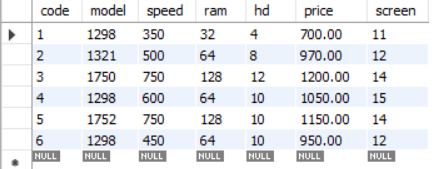 code model speed ram hd price screen
1 1298 350 32 4 700.00 11
2 1321 500 64 8 970.00 12
3 1750 750 128 12 1200.00 14
4 1298 600 64 10 1050.00 15
5 1752 750 128 10 1150.00 14
6 1298 450 64 10 950.00 12
NULL NULL NULL NULL NULL NULL NULL